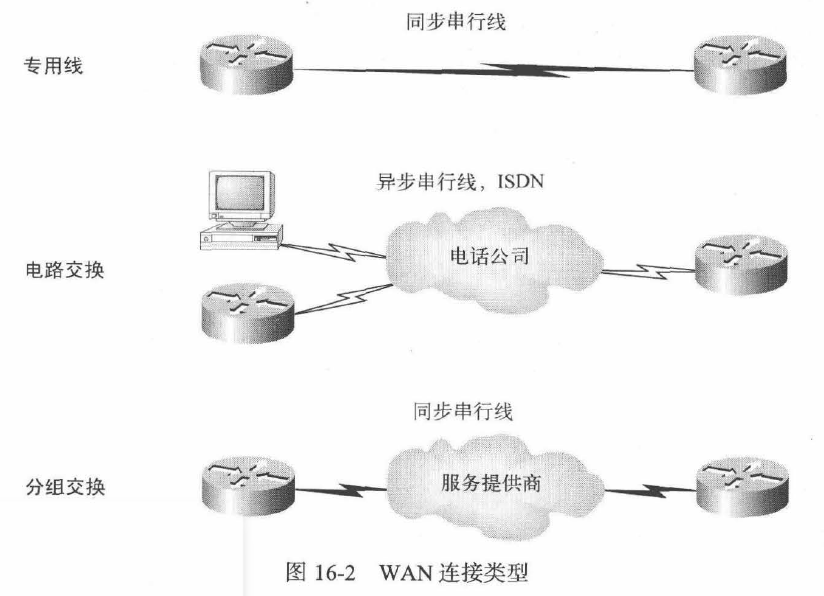 同步串行线
专用线
异步串行线，ISDN
电话公司
电路交换
同步串行线
服务提供商
分组交换
图 16-2 WAN 连接类型